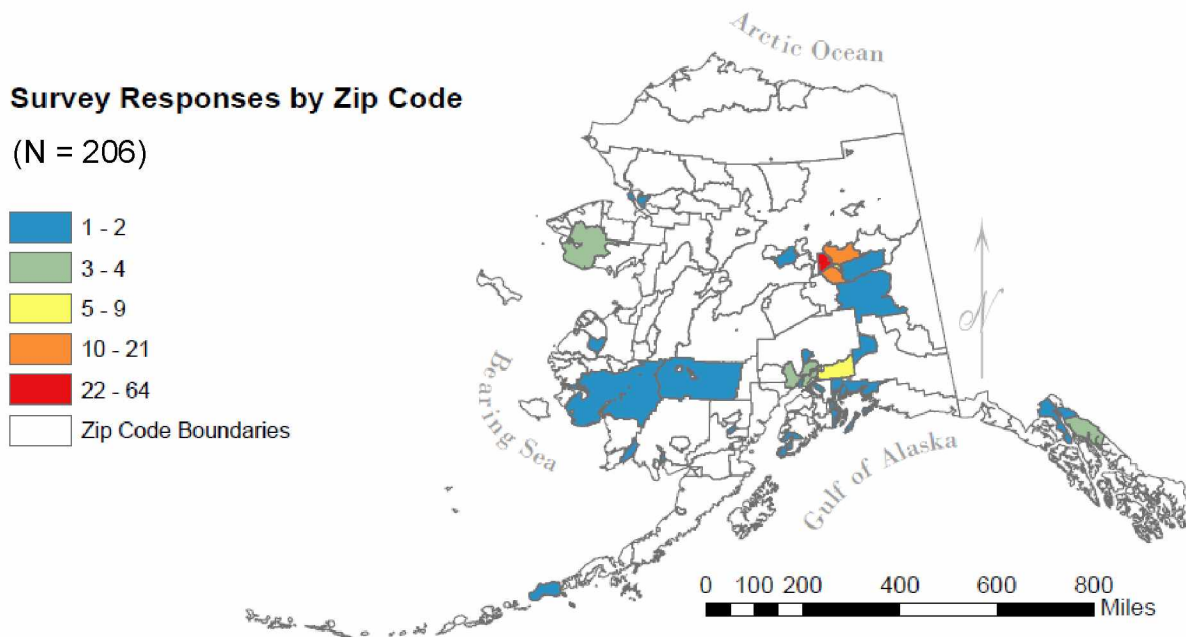 Arctic Ocean
Survey Responses by Zip Code
(N = 206)
1 - 2
3 - 4
5 - 9
10 - 21
22 - 64
Zip Code Boundaries
Bearing Sea
Gulf of Alaska
N
0 100 200 400 600 800
Miles